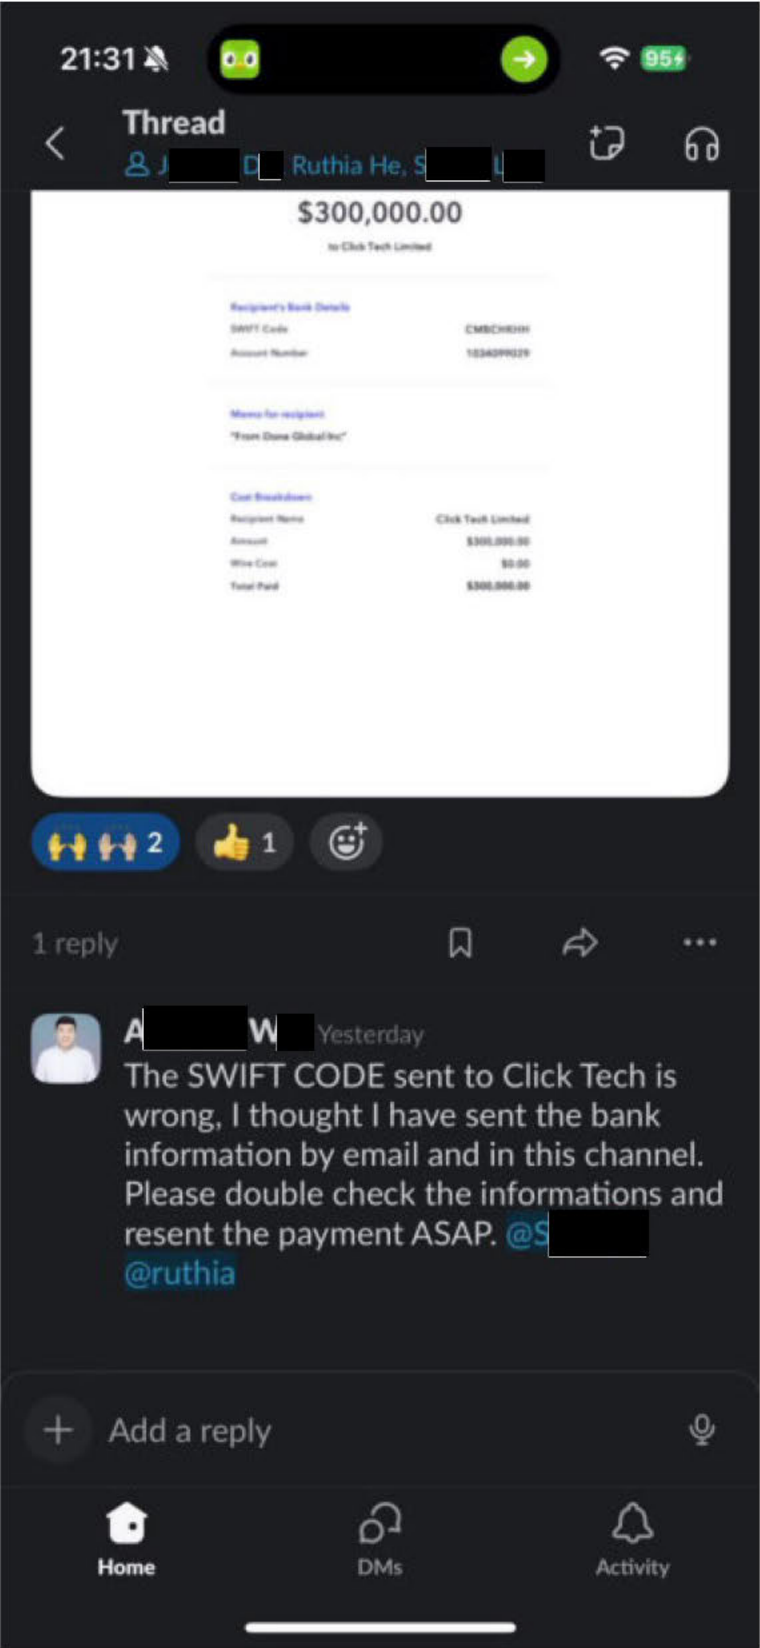 21:31
95
Thread
J D , Ruthia He, S L
$300,000.00
to Click Tech Limited
Recipient's Bank Details
SWIFT Code CMBCHKHH
Account Number
Memo for recipient
"From Done Global Inc"
Cost Breakdown
Recipient Name Click Tech Limited
Amount $300,000.00
Wire Cost $0.00
Total Paid $300,000.00
2 1
1 reply
A W Yesterday
The SWIFT CODE sent to Click Tech is
wrong, I thought I have sent the bank
information by email and in this channel.
Please double check the informations and
resent the payment ASAP. @S
@ruthia
Add a reply
Home DMs Activity